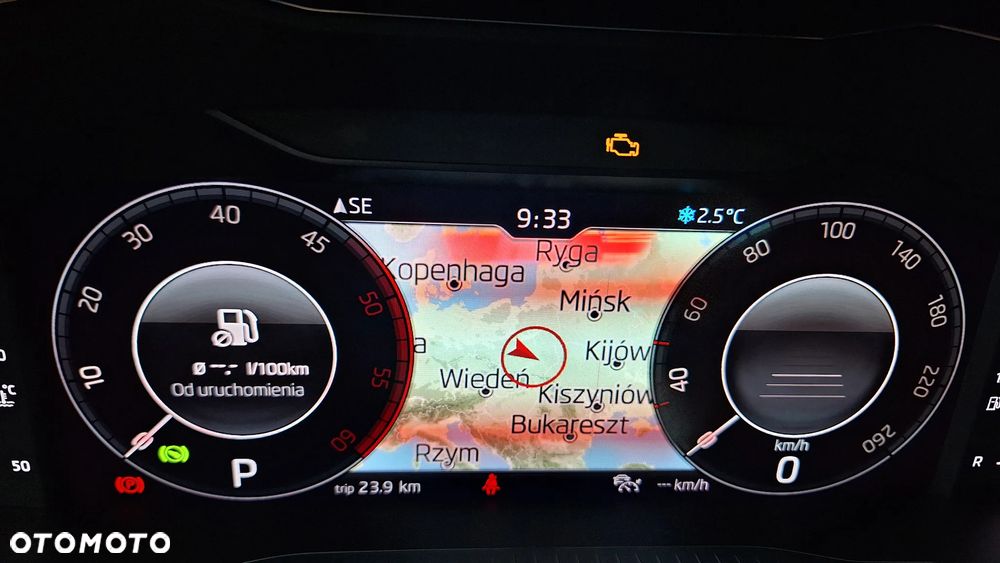 SE
9:33
2.5°C
10
20
30
40
45
50
55
60
Ø --.- l/100km
Od uruchomienia
Kopenhaga
Ryga
Mińsk
a
Kijów
Wiedeń
Kiszyniów
Bukareszt
Rzym
40
60
80
100
140
180
220
260
km/h
0
P
trip 23.9 km
--- km/h
°C
50
R
OTOMOTO